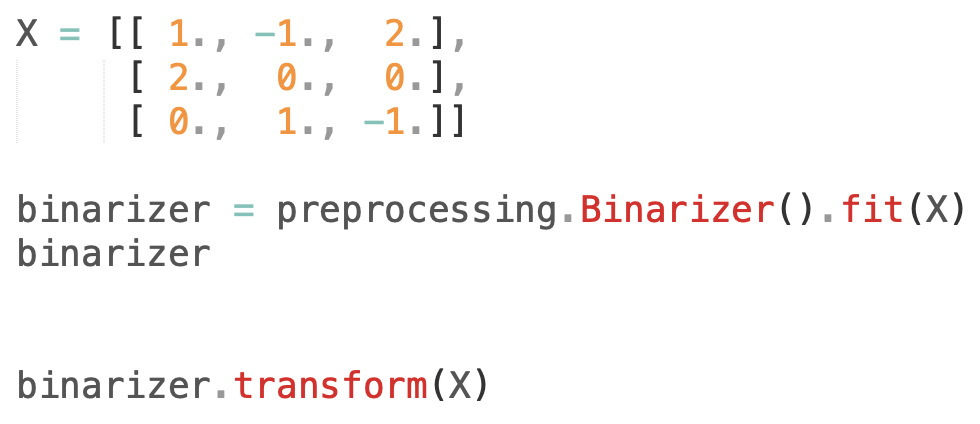 X = [[ 1., -1.,  2.],
     [ 2.,  0.,  0.],
     [ 0.,  1., -1.]]
binarizer = preprocessing.Binarizer().fit(X)
binarizer
binarizer.transform(X)